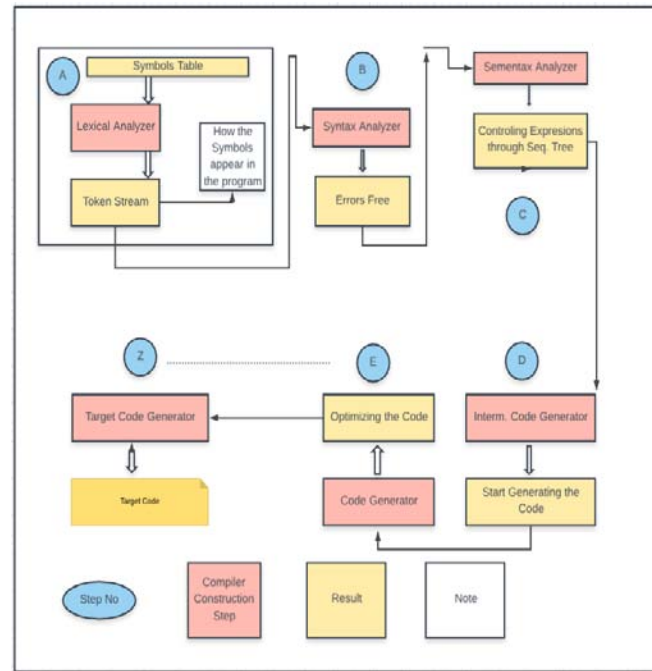 A
Symbols Table
Lexical Analyzer
How the
Symbols
appear in
the program
Token Stream
B
Syntax Analyzer
Errors Free
Sementax Analyzer
Controling Expresions
through Seq. Tree
C
Z
E
D
Target Code Generator
Optimizing the Code
Interm. Code Generator
Target Code
Code Generator
Start Generating the
Code
Step No
Compiler
Construction
Step
Result
Note